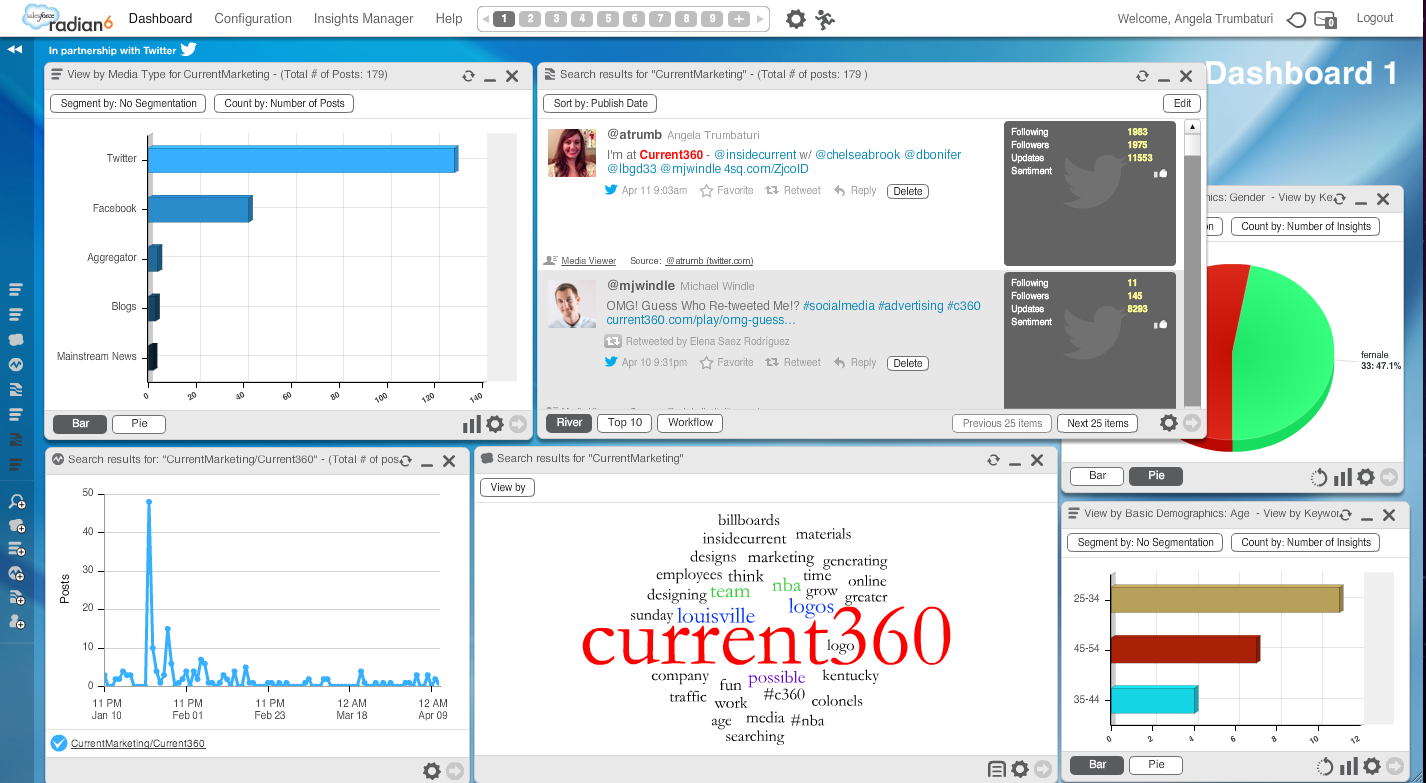 salesforce
radian6
Dashboard Configuration Insights Manager Help 1 2 3 4 5 6 7 8 9 + Welcome, Angela Trumbaturi 0 Logout
In partnership with Twitter
Dashboard 1
View by Media Type for CurrentMarketing - (Total # of Posts: 179)
Segment by: No Segmentation Count by: Number of Posts
Twitter
Facebook
Aggregator
Blogs
Mainstream News
0 20 40 60 80 100 120 140
Bar Pie
Search results for "CurrentMarketing" - (Total # of posts: 179 )
Sort by: Publish Date Edit
@atrumb Angela Trumbaturi
I'm at Current360 - @insidecurrent w/ @chelseabrook @dbonifer
@lbgd33 @mjwindle 4sq.com/ZjcoID
Apr 11 9:03am Favorite Retweet Reply Delete
Following 1983
Followers 1975
Updates 11553
Sentiment
Media Viewer Source: @atrumb (twitter.com)
@mjwindle Michael Windle
OMG! Guess Who Re-tweeted Me!? #socialmedia #advertising #c360
current360.com/play/omg-guess…
Retweeted by Elena Saez Rodríguez
Apr 10 9:31pm Favorite Retweet Reply Delete
Following 11
Followers 145
Updates 8293
Sentiment
River Top 10 Workflow Previous 25 items Next 25 items
ics: Gender - View by Ke
on Count by: Number of Insights
female
33: 47.1%
Bar Pie
Search results for: "CurrentMarketing/Current360" - (Total # of pos
Posts
50
40
30
20
10
0
11 PM 11 PM 11 PM 12 AM 12 AM
Jan 10 Feb 01 Feb 23 Mar 18 Apr 09
CurrentMarketing/Current360
Search results for "CurrentMarketing"
View by
billboards
insidecurrent materials
designs marketing generating
employees think time online
designing team nba grow greater
sunday louisville logos
current360
logo
company possible kentucky
traffic fun #c360
work colonels
age media #nba
searching
View by Basic Demographics: Age - View by Keywor
Segment by: No Segmentation Count by: Number of Insights
25-34
45-54
35-44
0 2 4 6 8 10 12
Bar Pie